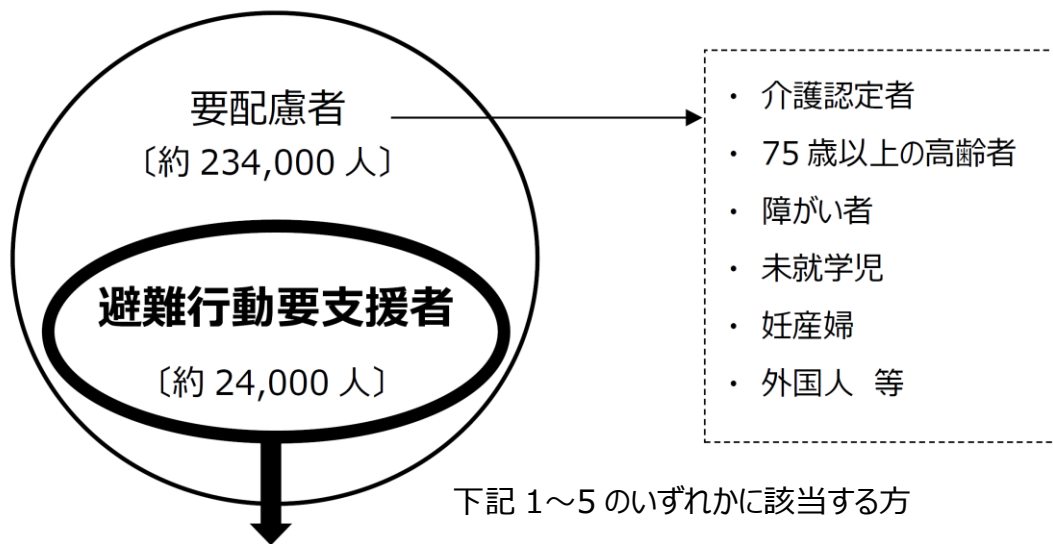 要配慮者
〔約 234,000 人〕
避難行動要支援者
〔約 24,000 人〕
・ 介護認定者
・ 75 歳以上の高齢者
・ 障がい者
・ 未就学児
・ 妊産婦
・ 外国人 等
下記 1～5 のいずれかに該当する方